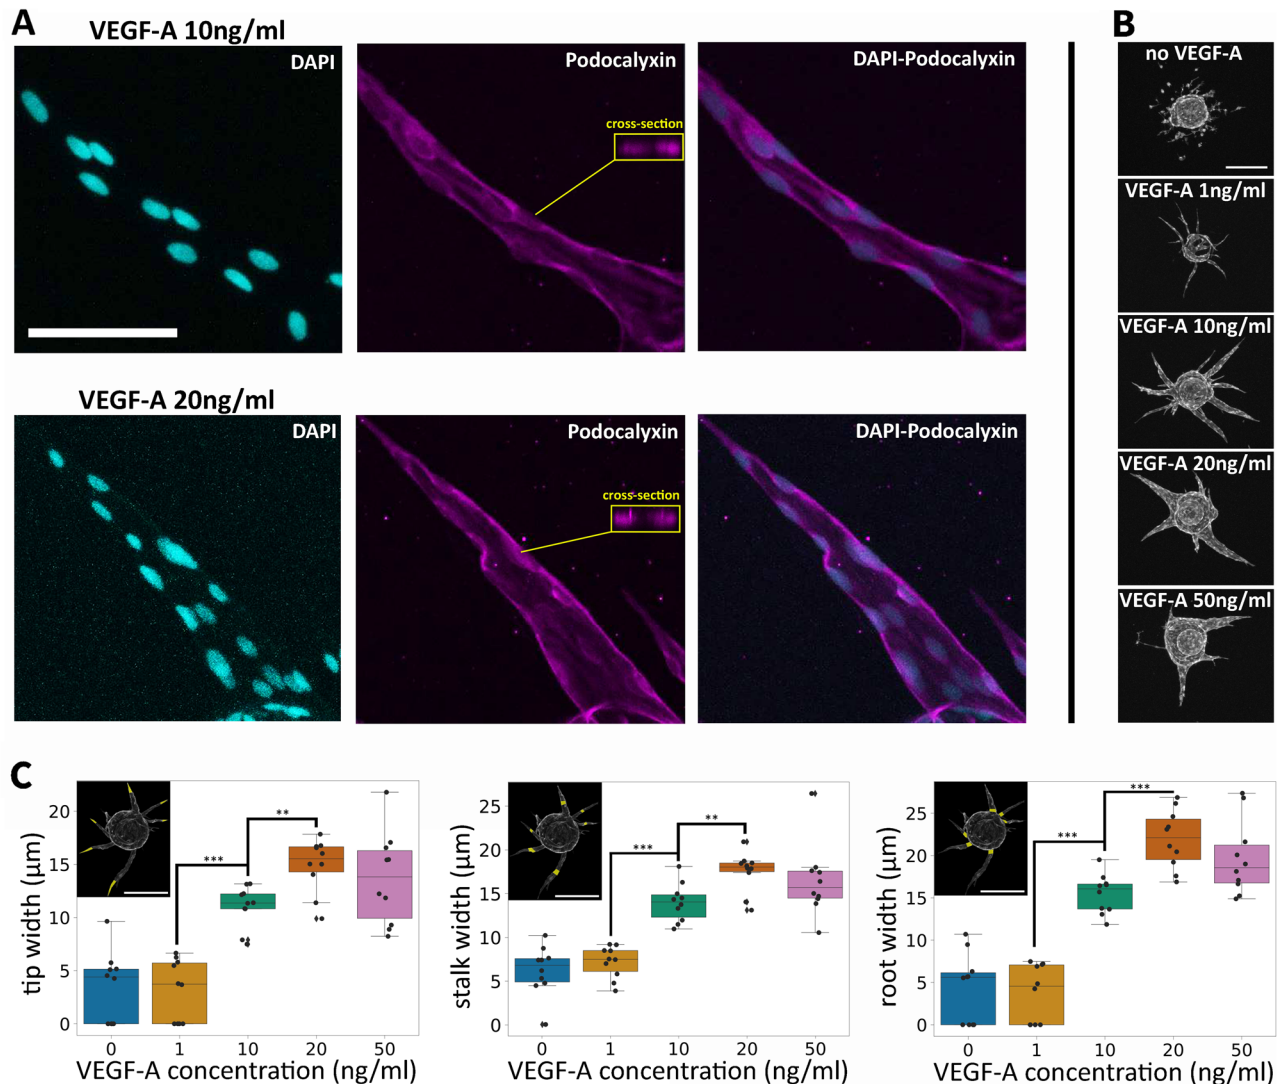 A
VEGF-A 10ng/ml
DAPI
Podocalyxin
cross-section
DAPI-Podocalyxin
VEGF-A 20ng/ml
DAPI
Podocalyxin
cross-section
DAPI-Podocalyxin
B
no VEGF-A
VEGF-A 1ng/ml
VEGF-A 10ng/ml
VEGF-A 20ng/ml
VEGF-A 50ng/ml
C
tip width (µm)
20
15
10
5
0
***
**
0 1 10 20 50
VEGF-A concentration (ng/ml)
stalk width (µm)
25
20
15
10
5
0
***
**
0 1 10 20 50
VEGF-A concentration (ng/ml)
root width (µm)
25
20
15
10
5
0
***
***
0 1 10 20 50
VEGF-A concentration (ng/ml)